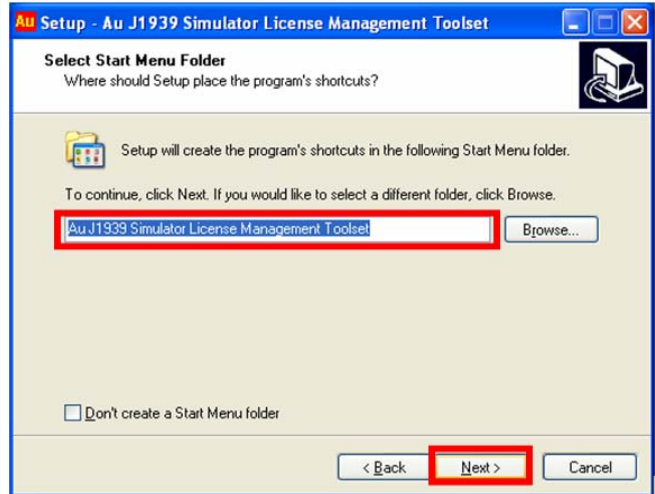 Au Setup - Au J1939 Simulator License Management Toolset
Select Start Menu Folder
Where should Setup place the program's shortcuts?
Setup will create the program's shortcuts in the following Start Menu folder.
To continue, click Next. If you would like to select a different folder, click Browse.
Au J1939 Simulator License Management Toolset Browse...
Don't create a Start Menu folder
< Back Next > Cancel